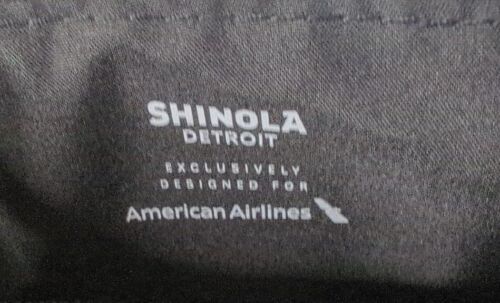 SHINOLA
DETROIT
EXCLUSIVELY
DESIGNED FOR
American Airlines